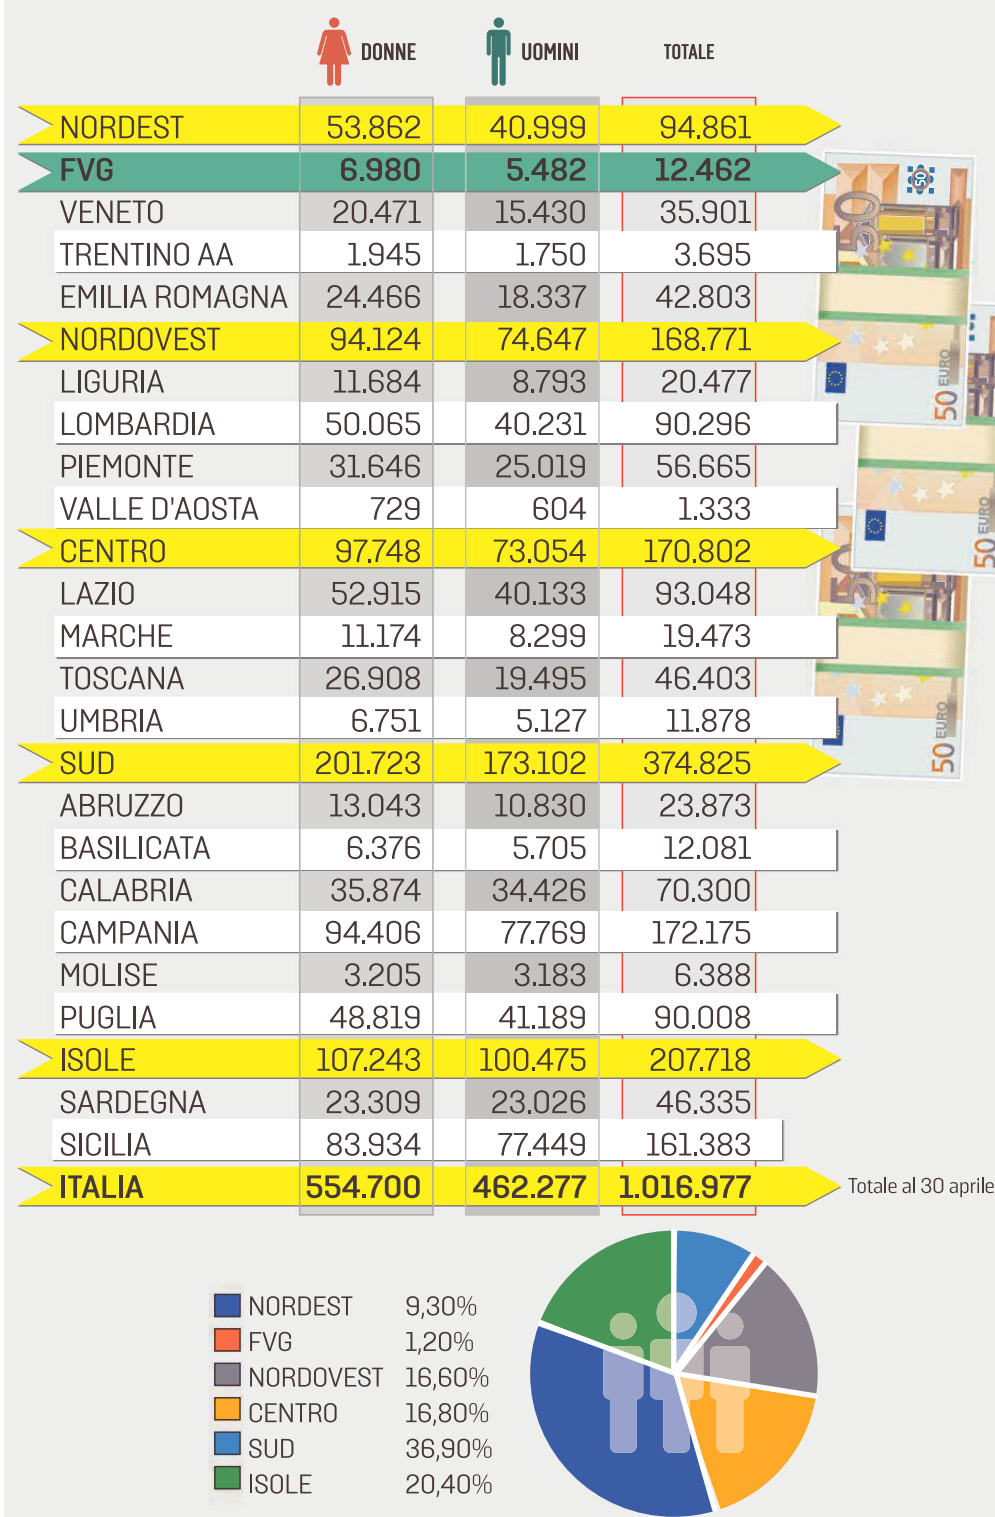 DONNE UOMINI TOTALE
NORDEST 53.862 40.999 94.861
FVG 6.980 5.482 12.462
VENETO 20.471 15.430 35.901
TRENTINO AA 1.945 1.750 3.695
EMILIA ROMAGNA 24.466 18.337 42.803
NORDOVEST 94.124 74.647 168.771
LIGURIA 11.684 8.793 20.477
LOMBARDIA 50.065 40.231 90.296
PIEMONTE 31.646 25.019 56.665
VALLE D'AOSTA 729 604 1.333
CENTRO 97.748 73.054 170.802
LAZIO 52.915 40.133 93.048
MARCHE 11.174 8.299 19.473
TOSCANA 26.908 19.495 46.403
UMBRIA 6.751 5.127 11.878
SUD 201.723 173.102 374.825
ABRUZZO 13.043 10.830 23.873
BASILICATA 6.376 5.705 12.081
CALABRIA 35.874 34.426 70.300
CAMPANIA 94.406 77.769 172.175
MOLISE 3.205 3.183 6.388
PUGLIA 48.819 41.189 90.008
ISOLE 107.243 100.475 207.718
SARDEGNA 23.309 23.026 46.335
SICILIA 83.934 77.449 161.383
ITALIA 554.700 462.277 1.016.977 Totale al 30 aprile
50
50 EURO
50 EURO
50 EURO
NORDEST 9,30%
FVG 1,20%
NORDOVEST 16,60%
CENTRO 16,80%
SUD 36,90%
ISOLE 20,40%